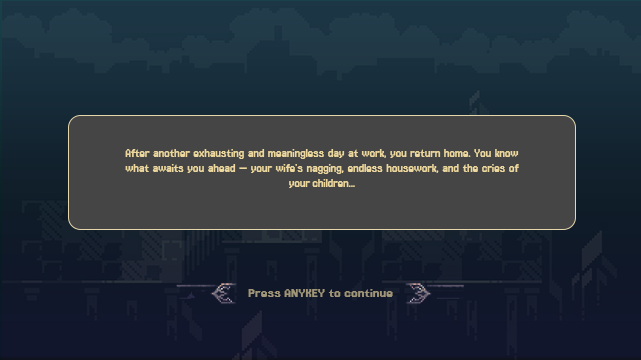 After another exhausting and meaningless day at work, you return home. You know
what awaits you ahead — your wife's nagging, endless housework, and the cries of
your children...
Press ANYKEY to continue